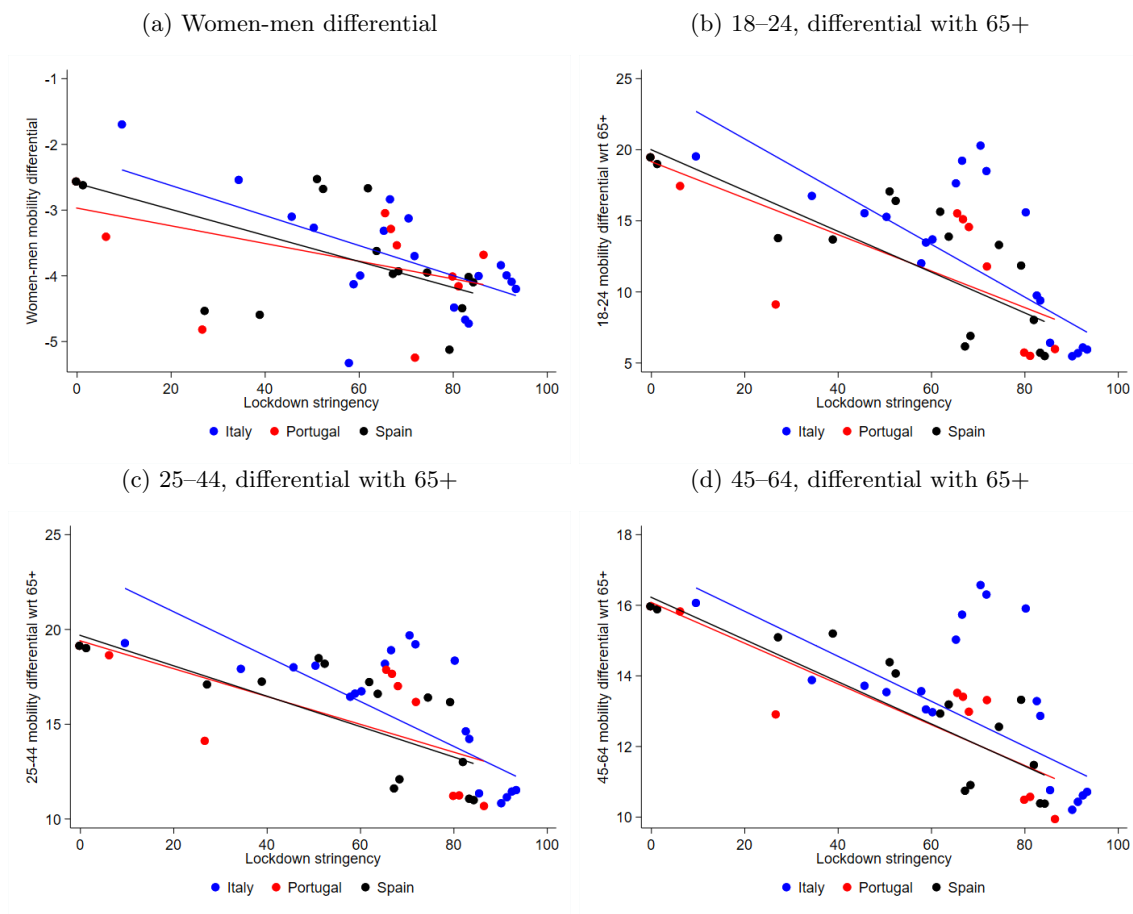 (a) Women-men differential
Women-men mobility differential
-1
-2
-3
-4
-5
0 20 40 60 80 100
Lockdown stringency
Italy Portugal Spain
(b) 18–24, differential with 65+
18-24 mobility differential wrt 65+
25
20
15
10
5
0 20 40 60 80 100
Lockdown stringency
Italy Portugal Spain
(c) 25–44, differential with 65+
25-44 mobility differential wrt 65+
25
20
15
10
0 20 40 60 80 100
Lockdown stringency
Italy Portugal Spain
(d) 45–64, differential with 65+
45-64 mobility differential wrt 65+
18
16
14
12
10
0 20 40 60 80 100
Lockdown stringency
Italy Portugal Spain